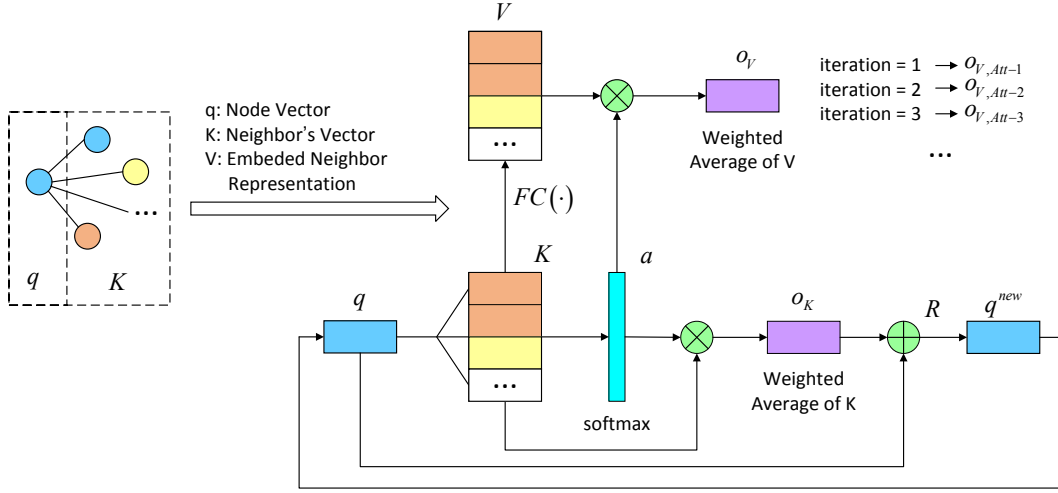 V
o_V
iteration = 1 → o_{V,Att−1}
iteration = 2 → o_{V,Att−2}
iteration = 3 → o_{V,Att−3}
...
q: Node Vector
K: Neighbor's Vector
V: Embeded Neighbor
Representation
...
Weighted
Average of V
...
q
K
FC(·)
K
a
q
o_K
R
q^{new}
...
Weighted
Average of K
softmax